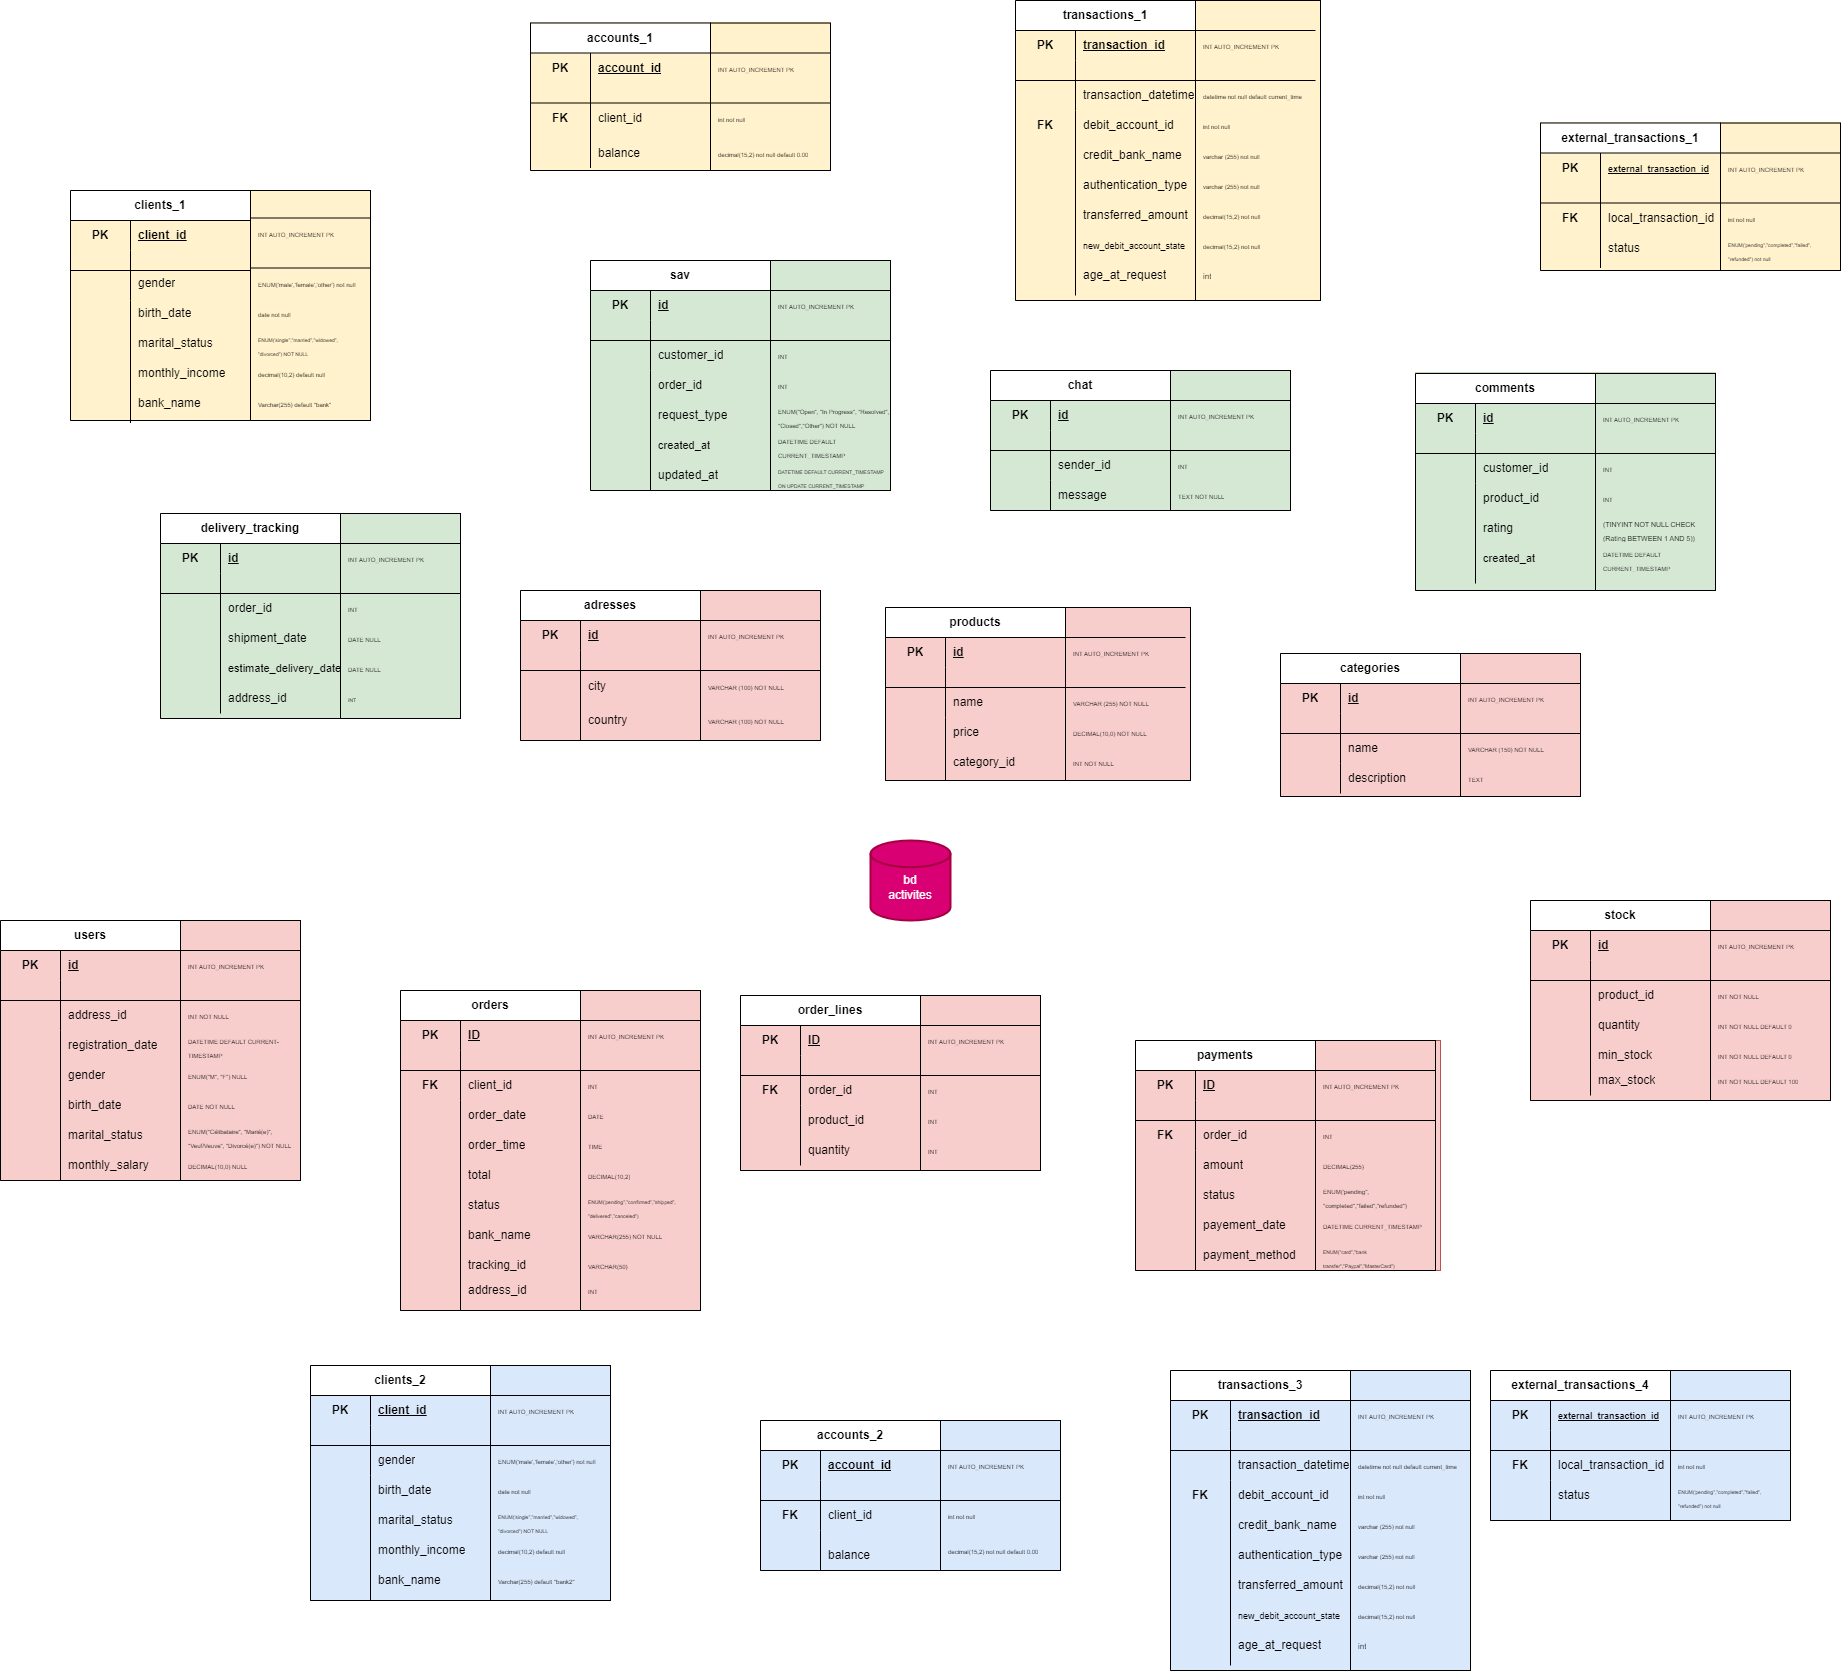 transactions_1
PK transaction_id INT AUTO_INCREMENT PK
transaction_datetime datetime not null default current_time
FK debit_account_id int not null
credit_bank_name varchar (255) not null
authentication_type varchar (255) not null
transferred_amount decimal(15,2) not null
new_debit_account_state decimal(15,2) not null
age_at_request int
accounts_1
PK account_id INT AUTO_INCREMENT PK
FK client_id int not null
balance decimal(15,2) not null default 0.00
external_transactions_1
PK external_transaction_id INT AUTO_INCREMENT PK
FK local_transaction_id int not null
status ENUM('pending","completed","failed",
"refunded") not null
clients_1
PK client_id INT AUTO_INCREMENT PK
gender ENUM('male','female','other') not null
birth_date date not null
marital_status ENUM('single","married","widowed",
"divorced") NOT NULL
monthly_income decimal(10,2) default null
bank_name Varchar(255) default "bank"
sav
PK id INT AUTO_INCREMENT PK
customer_id INT
order_id INT
request_type ENUM("Open", "In Progress", "Resolved",
"Closed","Other") NOT NULL
created_at DATETIME DEFAULT
CURRENT_TIMESTAMP
updated_at DATETIME DEFAULT CURRENT_TIMESTAMP
ON UPDATE CURRENT_TIMESTAMP
chat
PK id INT AUTO_INCREMENT PK
sender_id INT
message TEXT NOT NULL
comments
PK id INT AUTO_INCREMENT PK
customer_id INT
product_id INT
rating (TINYINT NOT NULL CHECK
(Rating BETWEEN 1 AND 5))
created_at DATETIME DEFAULT
CURRENT_TIMESTAMP
delivery_tracking
PK id INT AUTO_INCREMENT PK
order_id INT
shipment_date DATE NULL
estimate_delivery_date DATE NULL
address_id INT
adresses
PK id INT AUTO_INCREMENT PK
city VARCHAR (100) NOT NULL
country VARCHAR (100) NOT NULL
products
PK id INT AUTO_INCREMENT PK
name VARCHAR (255) NOT NULL
price DECIMAL(10,0) NOT NULL
category_id INT NOT NULL
categories
PK id INT AUTO_INCREMENT PK
name VARCHAR (150) NOT NULL
description TEXT
bd
activites
users
PK id INT AUTO_INCREMENT PK
address_id INT NOT NULL
registration_date DATETIME DEFAULT CURRENT-
TIMESTAMP
gender ENUM("M", "F") NULL
birth_date DATE NOT NULL
marital_status ENUM("Célibataire", "Marié(e)",
"Veuf/Veuve", "Divorcé(e)") NOT NULL
monthly_salary DECIMAL(10,0) NULL
orders
PK ID INT AUTO_INCREMENT PK
FK client_id INT
order_date DATE
order_time TIME
total DECIMAL(10,2)
status ENUM('pending","confirmed","shipped",
"delivered","canceled")
bank_name VARCHAR(255) NOT NULL
tracking_id VARCHAR(50)
address_id INT
order_lines
PK ID INT AUTO_INCREMENT PK
FK order_id INT
product_id INT
quantity INT
payments
PK ID INT AUTO_INCREMENT PK
FK order_id INT
amount DECIMAL(255)
status ENUM('pending",
"completed","failed","refunded")
payement_date DATETIME CURRENT_TIMESTAMP
payment_method ENUM("card","bank
transfer","Paypal","MasterCard");
stock
PK id INT AUTO_INCREMENT PK
product_id INT NOT NULL
quantity INT NOT NULL DEFAULT 0
min_stock INT NOT NULL DEFAULT 0
max_stock INT NOT NULL DEFAULT 100
clients_2
PK client_id INT AUTO_INCREMENT PK
gender ENUM('male','female','other') not null
birth_date date not null
marital_status ENUM('single","married","widowed",
"divorced") NOT NULL
monthly_income decimal(10,2) default null
bank_name Varchar(255) default "bank2"
accounts_2
PK account_id INT AUTO_INCREMENT PK
FK client_id int not null
balance decimal(15,2) not null default 0.00
transactions_3
PK transaction_id INT AUTO_INCREMENT PK
transaction_datetime datetime not null default current_time
FK debit_account_id int not null
credit_bank_name varchar (255) not null
authentication_type varchar (255) not null
transferred_amount decimal(15,2) not null
new_debit_account_state decimal(15,2) not null
age_at_request int
external_transactions_4
PK external_transaction_id INT AUTO_INCREMENT PK
FK local_transaction_id int not null
status ENUM('pending","completed","failed",
"refunded") not null